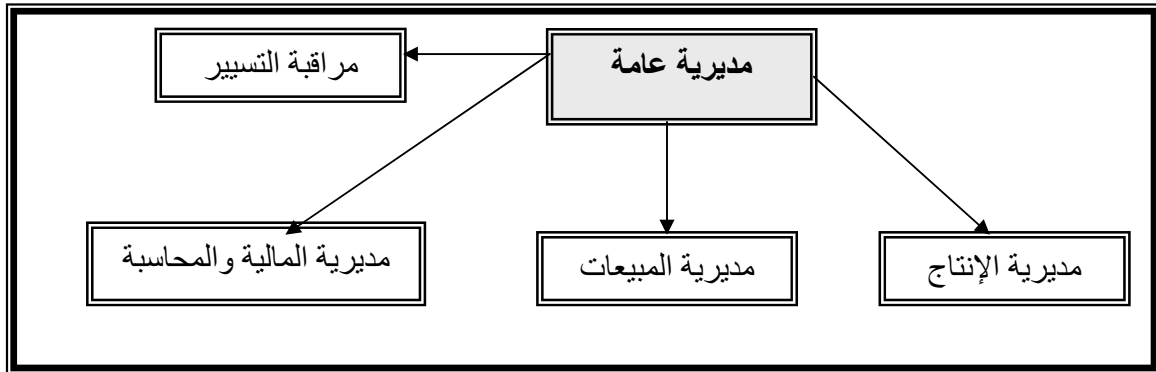 مديرية عامة
مراقبة التسيير
مديرية الإنتاج
مديرية المبيعات
مديرية المالية والمحاسبة